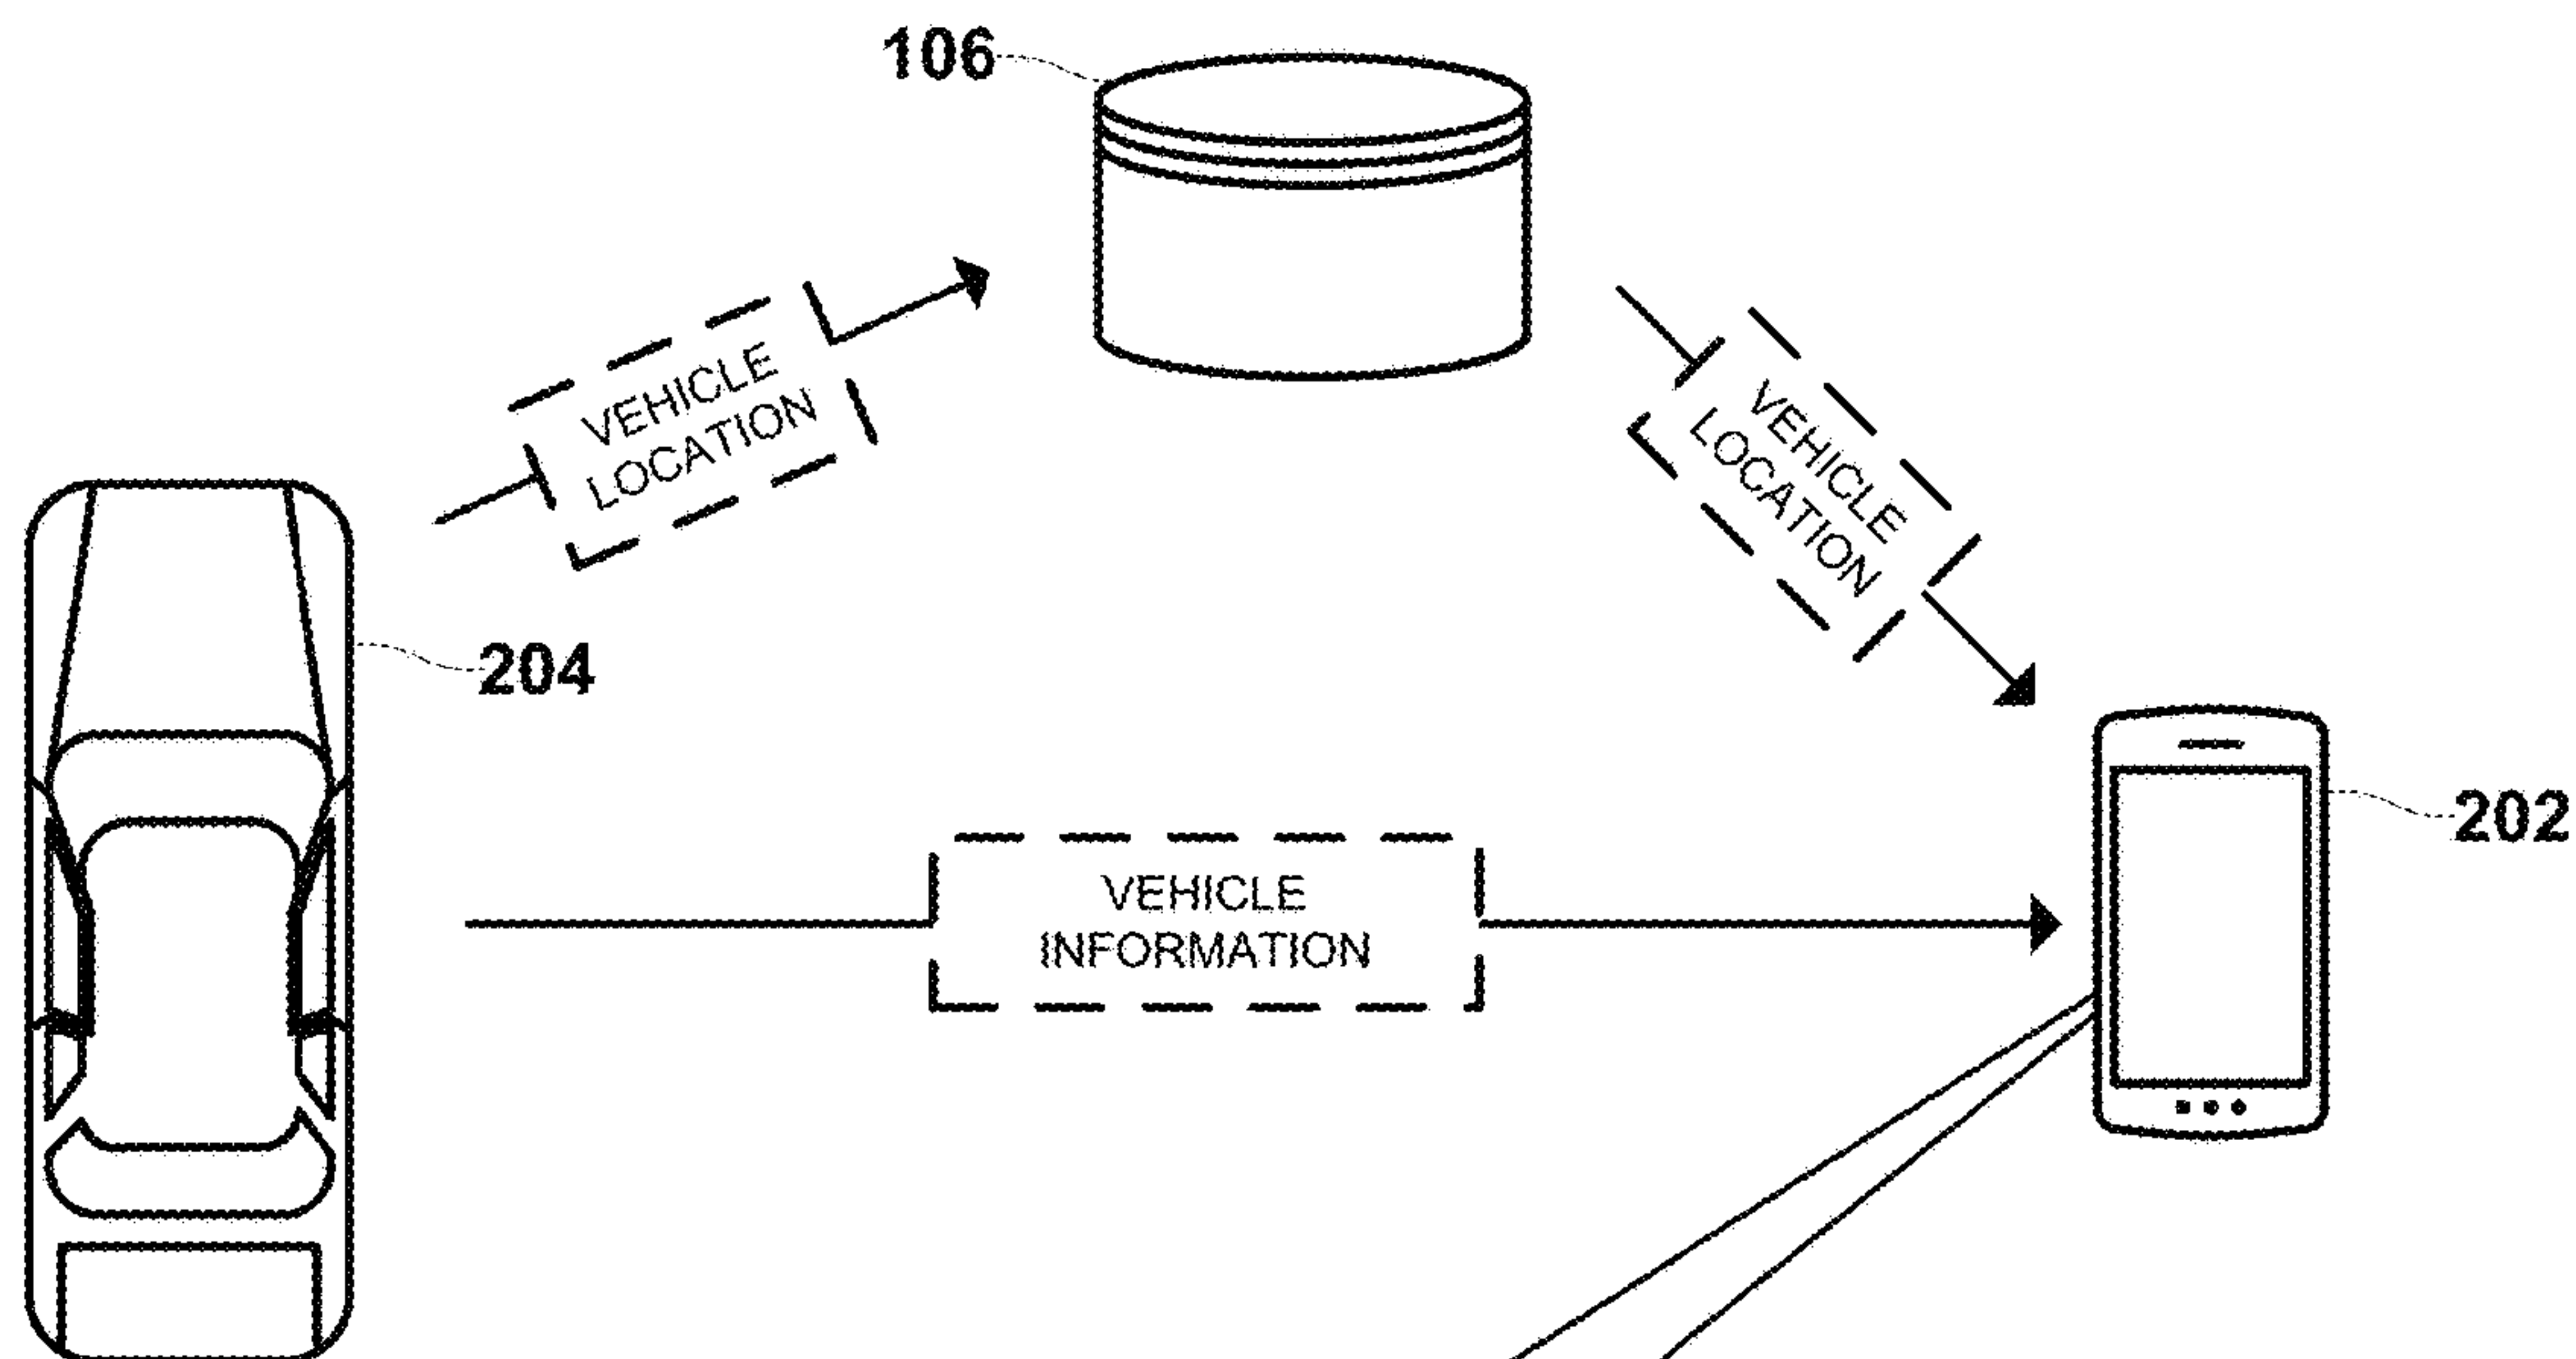 106
VEHICLE
LOCATION
VEHICLE
LOCATION
204
202
VEHICLE
INFORMATION